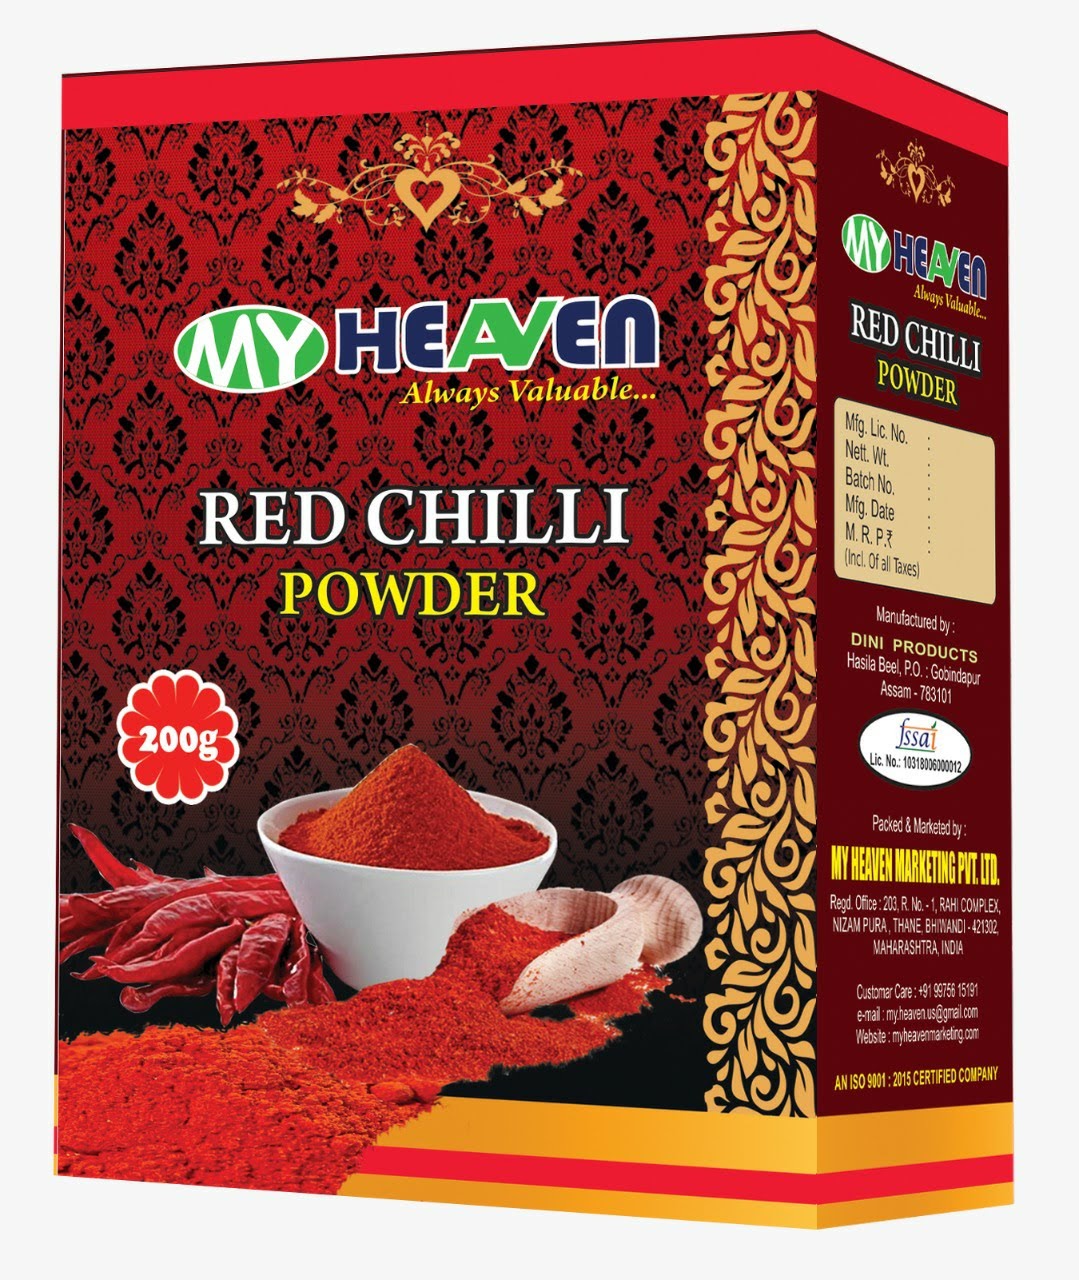 MY HEAVEN
Always Valuable...
RED CHILLI
POWDER
200g
MY HEAVEN
Always Valuable...
RED CHILLI
POWDER
Mfg. Lic. No. :
Nett. Wt. :
Batch No. :
Mfg. Date :
M. R. P.₹ :
(Incl. Of all Taxes)
Manufactured by :
DINI PRODUCTS
Hasila Beel, P.O. : Gobindapur
Assam - 783101
fssai
Lic. No.: 10318006000012
Packed & Marketed by :
MY HEAVEN MARKETING PVT. LTD.
Regd. Office : 203, R. No. - 1, RAHI COMPLEX,
NIZAM PURA , THANE, BHIWANDI - 421302,
MAHARASHTRA, INDIA
Customar Care : +91 99756 15191
e-mail : my.heaven.us@gmail.com
Website : myheavenmarketing.com
AN ISO 9001 : 2015 CERTIFIED COMPANY